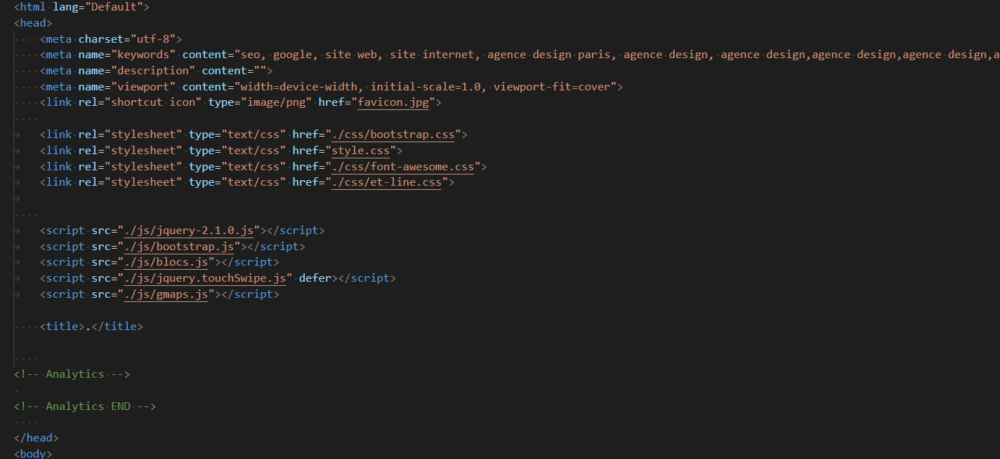 <html lang="Default">
<head>
<meta charset="utf-8">
<meta name="keywords" content="seo, google, site web, site internet, agence design paris, agence design, agence design,agence design,agence design,a
<meta name="description" content="">
<meta name="viewport" content="width=device-width, initial-scale=1.0, viewport-fit=cover">
<link rel="shortcut icon" type="image/png" href="favicon.jpg">
<link rel="stylesheet" type="text/css" href="./css/bootstrap.css">
<link rel="stylesheet" type="text/css" href="style.css">
<link rel="stylesheet" type="text/css" href="./css/font-awesome.css">
<link rel="stylesheet" type="text/css" href="./css/et-line.css">
<script src="./js/jquery-2.1.0.js"></script>
<script src="./js/bootstrap.js"></script>
<script src="./js/blocs.js"></script>
<script src="./js/jquery.touchSwipe.js" defer></script>
<script src="./js/gmaps.js"></script>
<title>.</title>
<!-- Analytics -->
<!-- Analytics END -->
</head>
<body>